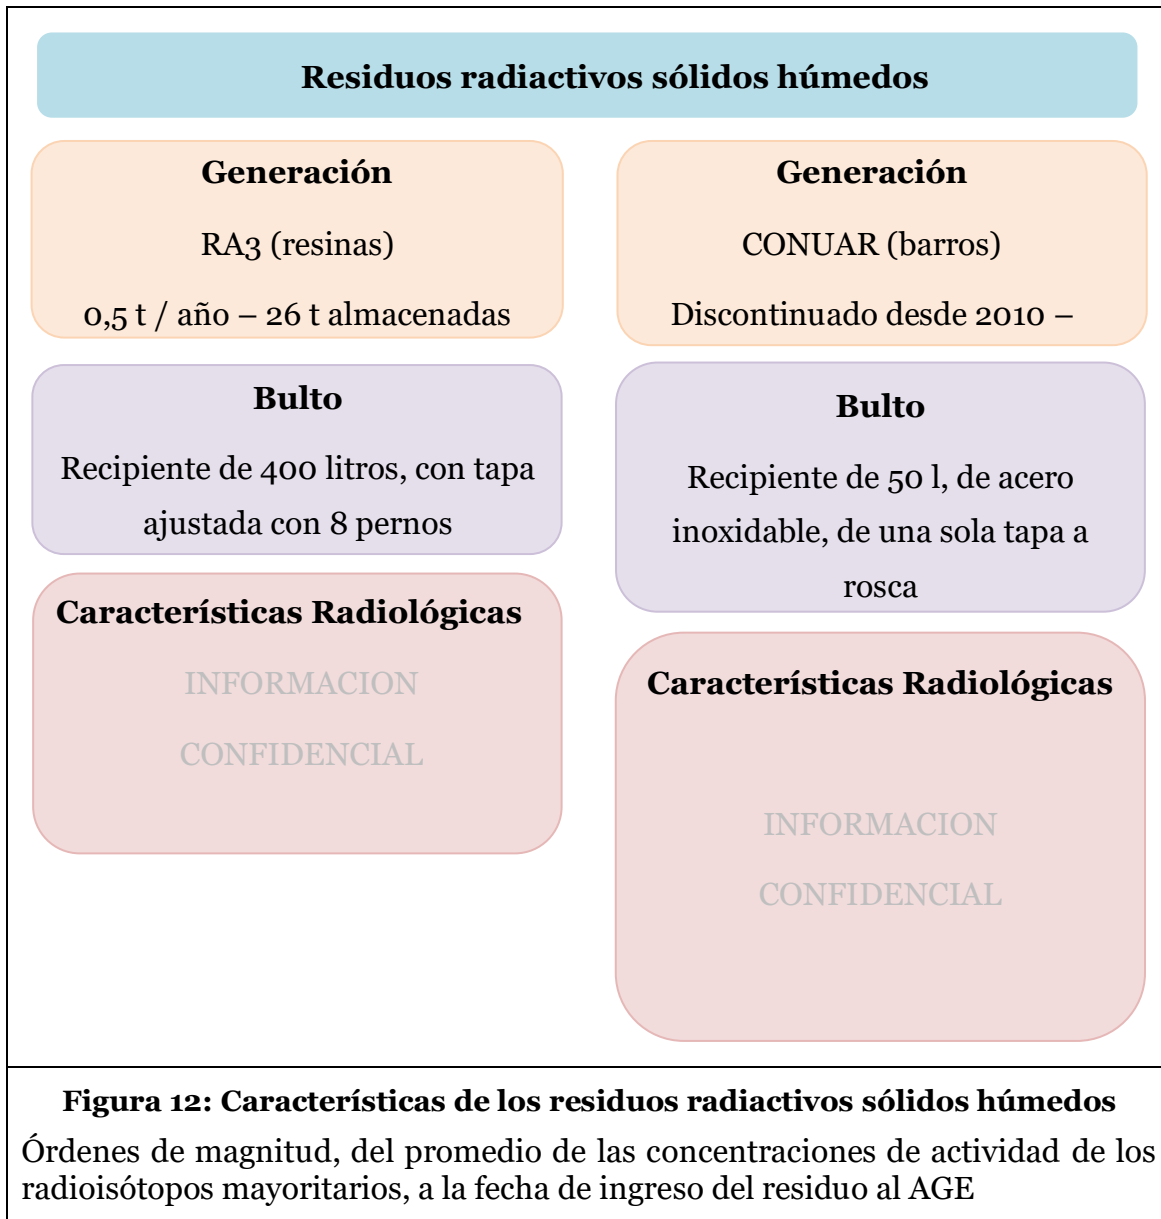 Residuos radiactivos sólidos húmedos
Generación
RA3 (resinas)
0,5 t / año – 26 t almacenadas
Bulto
Recipiente de 400 litros, con tapa
ajustada con 8 pernos
Características Radiológicas
INFORMACION
CONFIDENCIAL
Generación
CONUAR (barros)
Discontinuado desde 2010 –
Bulto
Recipiente de 50 l, de acero
inoxidable, de una sola tapa a
rosca
Características Radiológicas
INFORMACION
CONFIDENCIAL
Figura 12: Características de los residuos radiactivos sólidos húmedos
Órdenes de magnitud, del promedio de las concentraciones de actividad de los
radioisótopos mayoritarios, a la fecha de ingreso del residuo al AGE